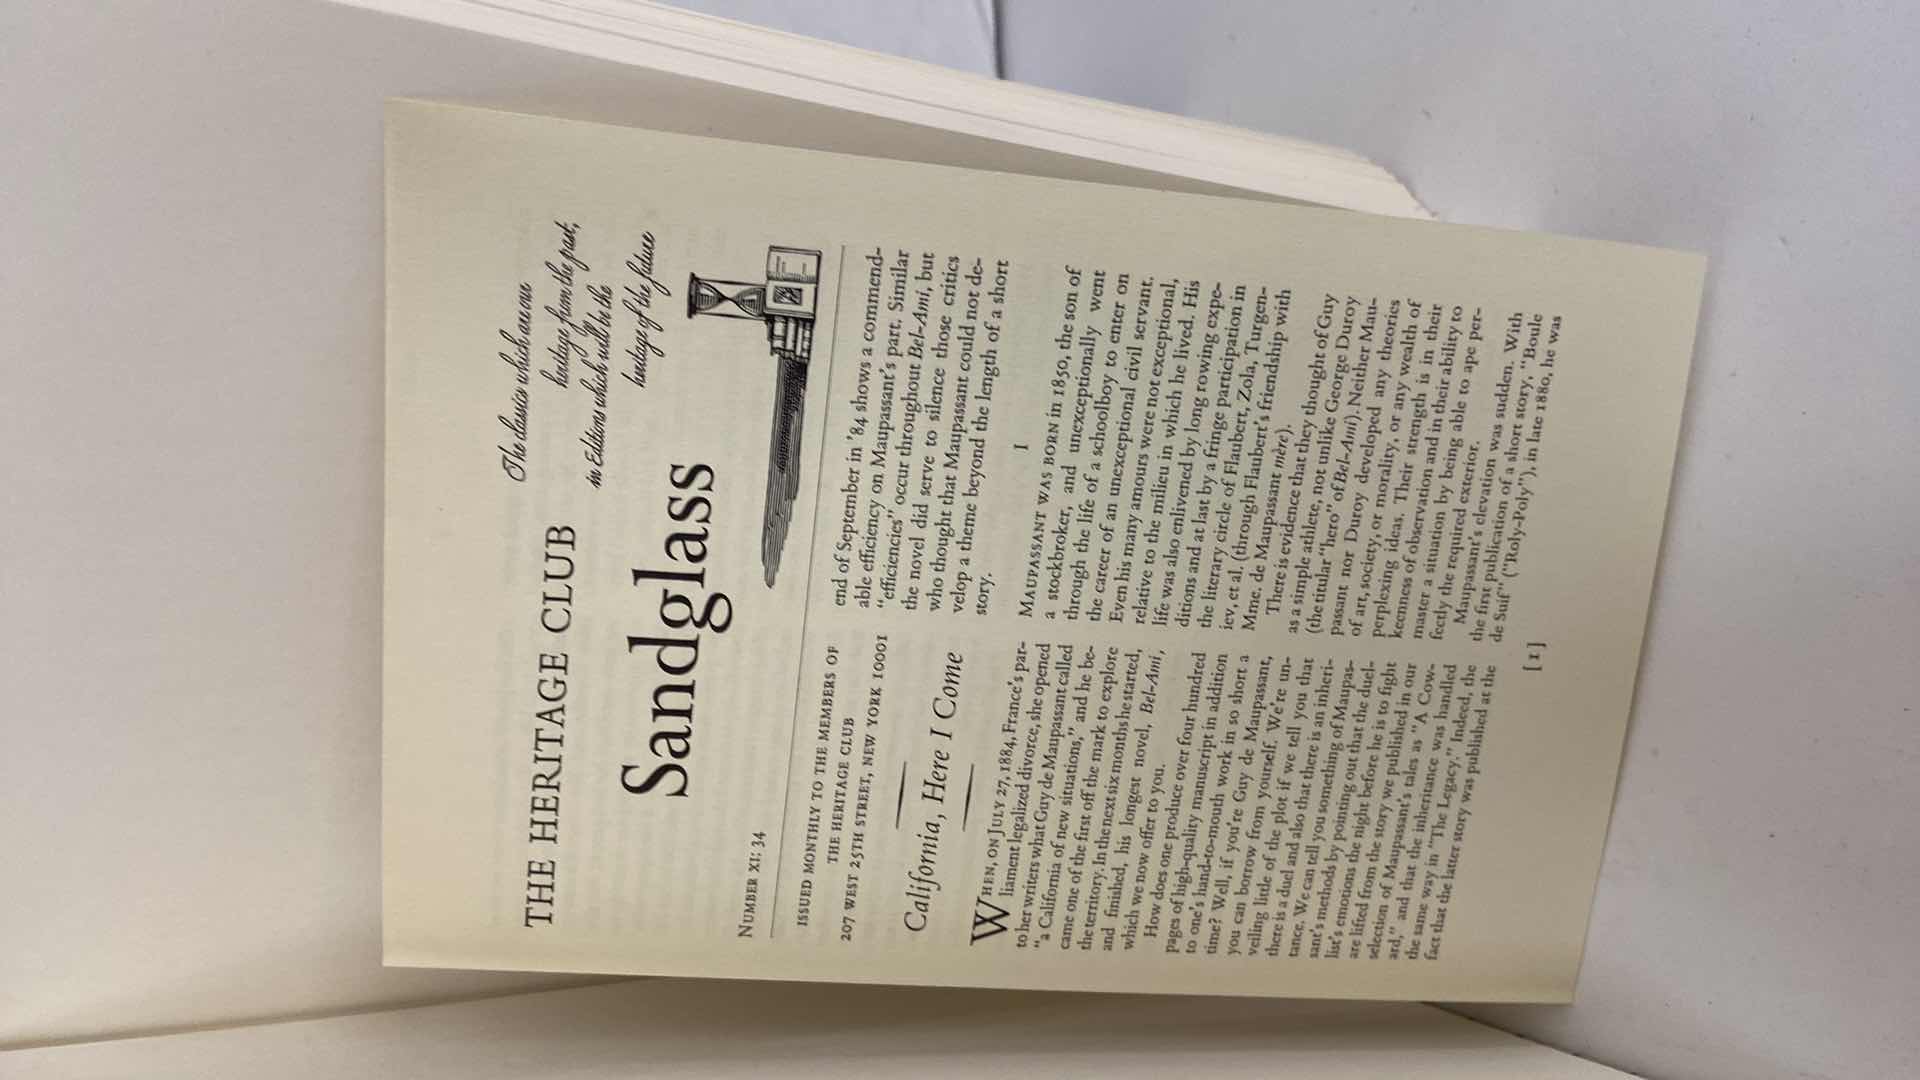 THE HERITAGE CLUB
Sandglass
The classics which are our
heritage from the past,
in Editions which will be the
heritage of the future
NUMBER XI: 34
ISSUED MONTHLY TO THE MEMBERS OF
THE HERITAGE CLUB
207 WEST 25TH STREET, NEW YORK 10001
California, Here I Come
WHEN, ON JULY 27, 1884, France's par-
liament legalized divorce, she opened
to her writers what Guy de Maupassant called
"a California of new situations," and he be-
came one of the first off the mark to explore
the territory. In the next six months he started,
and finished, his longest novel, Bel-Ami,
which we now offer to you.
How does one produce over four hundred
pages of high-quality manuscript in addition
to one's hand-to-mouth work in so short a
time? Well, if you're Guy de Maupassant,
you can borrow from yourself. We're un-
veiling little of the plot if we tell you that
there is a duel and also that there is an inheri-
tance. We can tell you something of Maupas-
sant's methods by pointing out that the duel-
list's emotions the night before he is to fight
are lifted from the story we published in our
selection of Maupassant's tales as "A Cow-
ard," and that the inheritance was handled
the same way in "The Legacy." Indeed, the
fact that the latter story was published at the
end of September in '84 shows a commend-
able efficiency on Maupassant's part. Similar
"efficiencies" occur throughout Bel-Ami, but
the novel did serve to silence those critics
who thought that Maupassant could not de-
velop a theme beyond the length of a short
story.
I
MAUPASSANT WAS BORN in 1850, the son of
a stockbroker, and unexceptionally went
through the life of a schoolboy to enter on
the career of an unexceptional civil servant.
Even his many amours were not exceptional,
relative to the milieu in which he lived. His
life was also enlivened by long rowing expe-
ditions and at last by a fringe participation in
the literary circle of Flaubert, Zola, Turgen-
iev, et al. (through Flaubert's friendship with
Mme. de Maupassant mère).
There is evidence that they thought of Guy
as a simple athlete, not unlike George Duroy
(the titular "hero" of Bel-Ami). Neither Mau-
passant nor Duroy developed any theories
of art, society, or morality, or any wealth of
perplexing ideas. Their strength is in their
keenness of observation and in their ability to
master a situation by being able to ape per-
fectly the required exterior.
Maupassant's elevation was sudden. With
the first publication of a short story, "Boule
de Suif" ("Roly-Poly"), in late 1880, he was
[1]